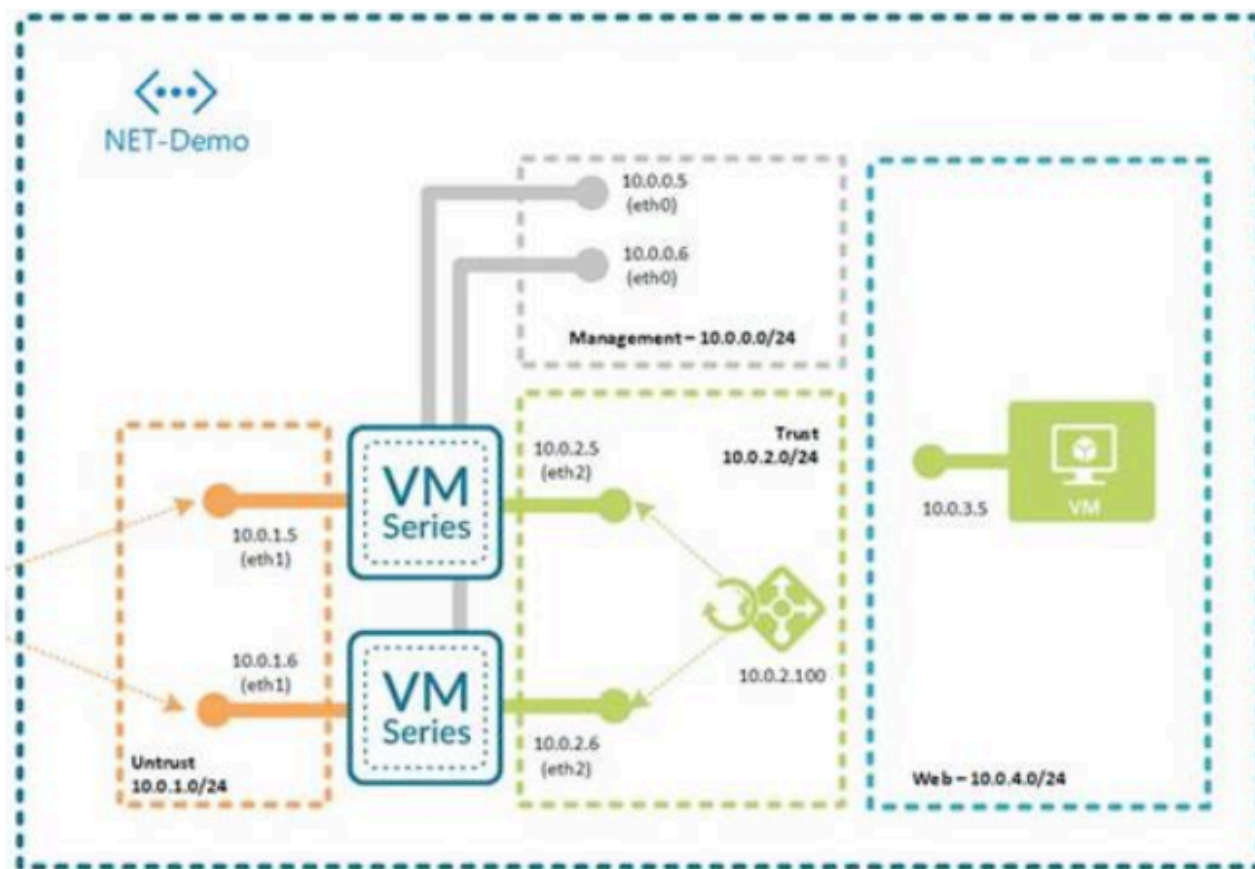 NET-Demo
10.0.0.5
(eth0)
10.0.0.6
(eth0)
Management – 10.0.0.0/24
10.0.1.5
(eth1)
10.0.1.6
(eth1)
Untrust
10.0.1.0/24
VM
Series
VM
Series
10.0.2.5
(eth2)
Trust
10.0.2.0/24
10.0.2.100
10.0.2.6
(eth2)
10.0.3.5
VM
Web – 10.0.4.0/24